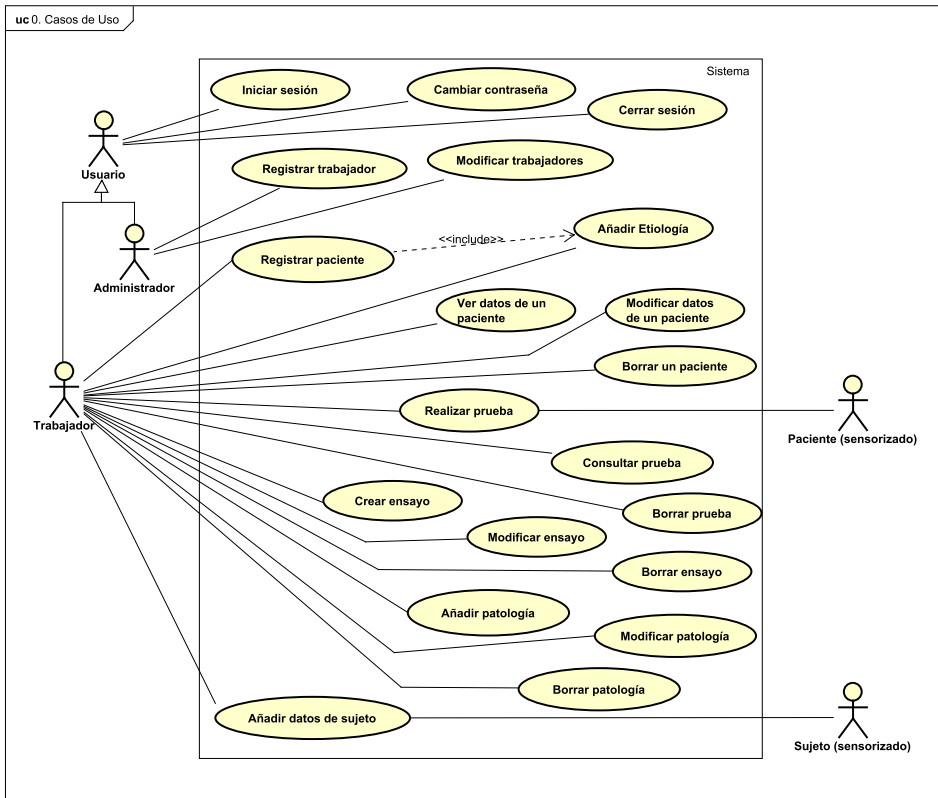 uc 0. Casos de Uso
Sistema
Iniciar sesión
Cambiar contraseña
Cerrar sesión
Usuario
Registrar trabajador
Modificar trabajadores
Administrador
Registrar paciente
<<include>>
Añadir Etiología
Ver datos de un
paciente
Modificar datos
de un paciente
Borrar un paciente
Trabajador
Realizar prueba
Paciente (sensorizado)
Consultar prueba
Crear ensayo
Borrar prueba
Modificar ensayo
Borrar ensayo
Añadir patología
Modificar patología
Borrar patología
Añadir datos de sujeto
Sujeto (sensorizado)